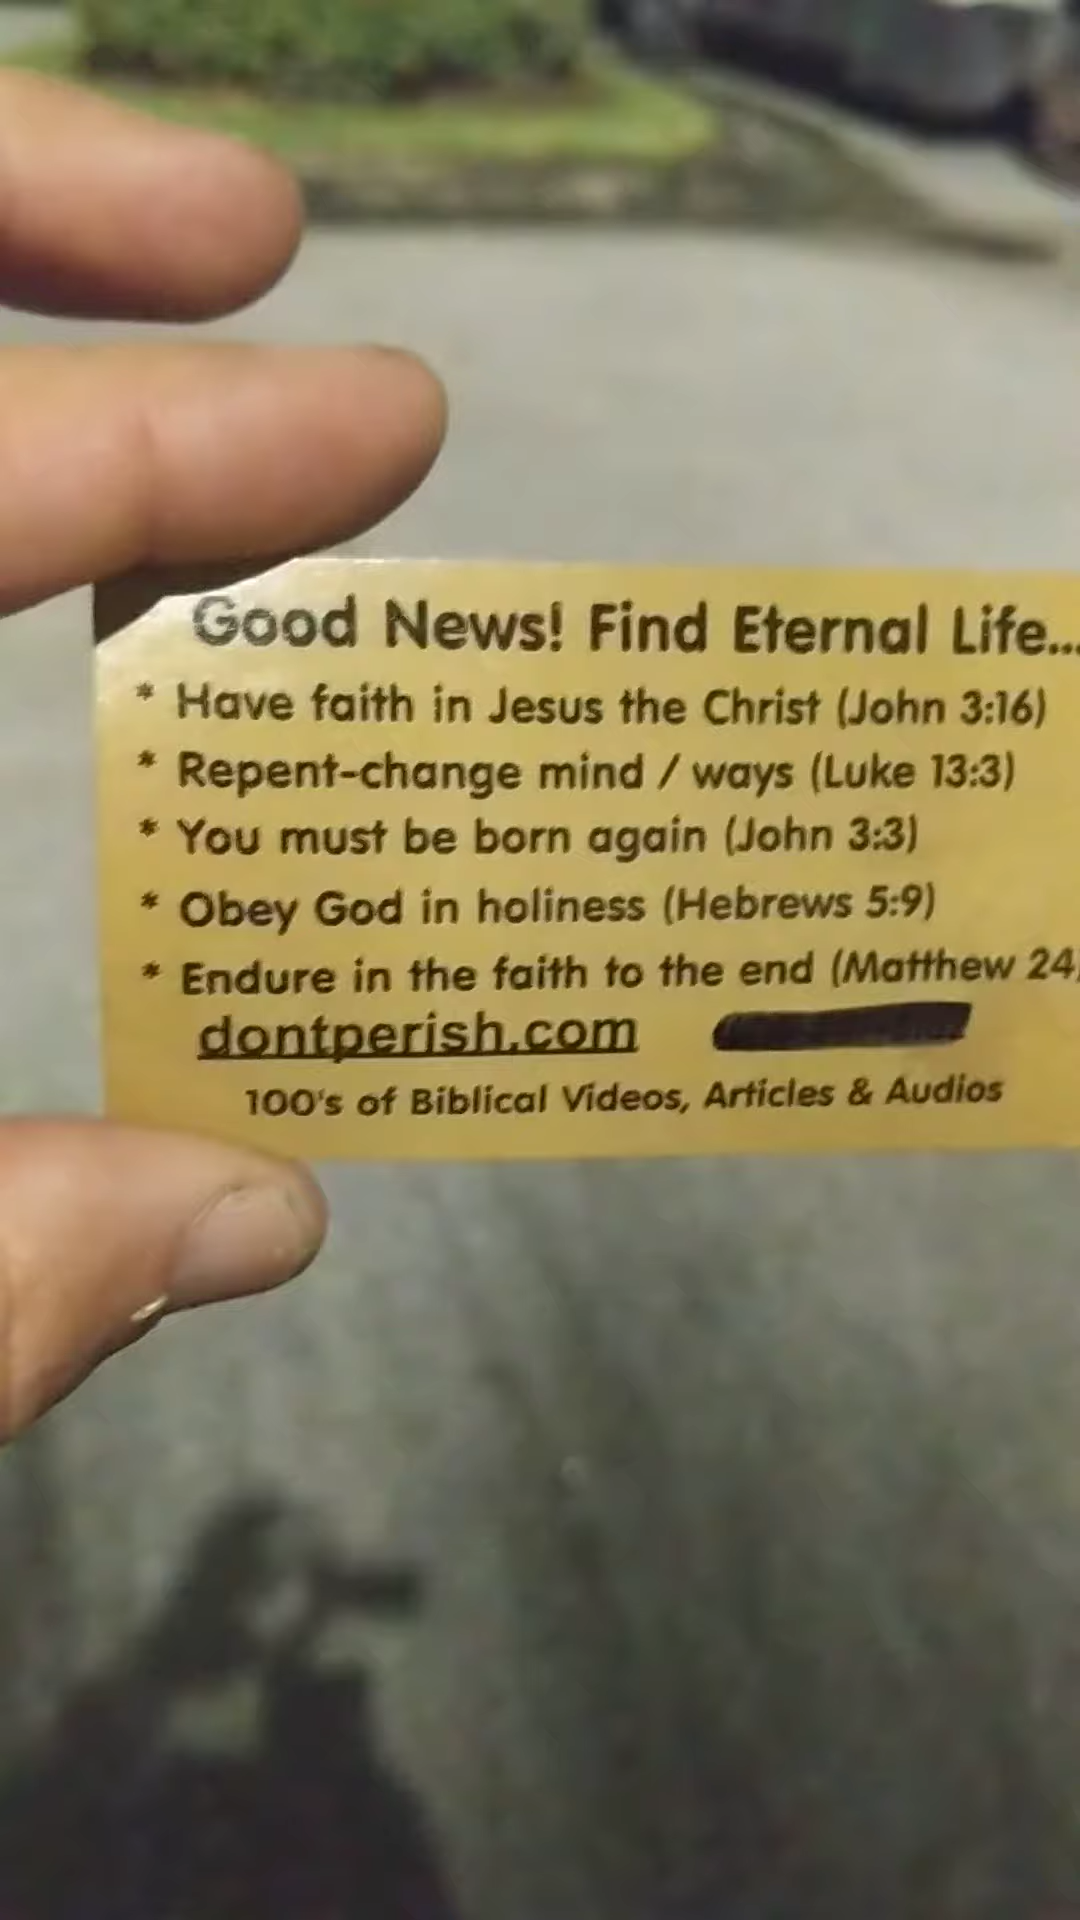 Good News! Find Eternal Life...
* Have faith in Jesus the Christ (John 3:16)
* Repent-change mind / ways (Luke 13:3)
* You must be born again (John 3:3)
* Obey God in holiness (Hebrews 5:9)
* Endure in the faith to the end (Matthew 24)
dontperish.com
100's of Biblical Videos, Articles & Audios